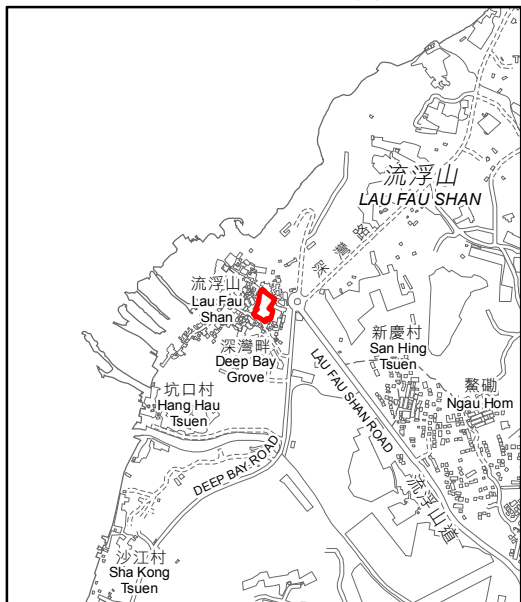 流浮山
LAU FAU SHAN
深灣路
流浮山
Lau Fau
Shan
深灣畔
Deep Bay
Grove
新慶村
San Hing
Tsuen
鰲磡
Ngau Hom
坑口村
Hang Hau
Tsuen
LAU FAU SHAN ROAD
流浮山道
DEEP BAY ROAD
沙江村
Sha Kong
Tsuen